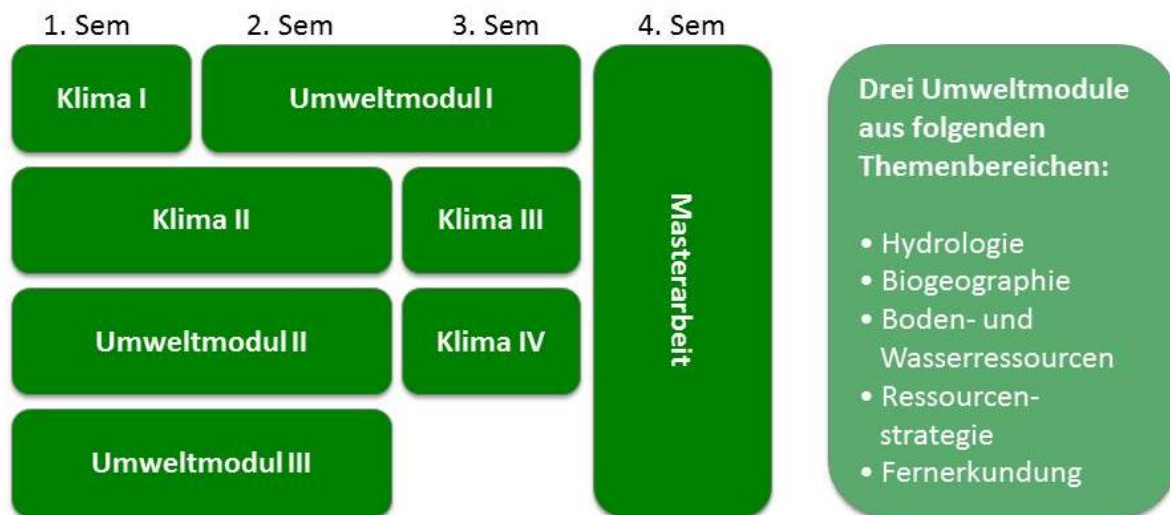 1. Sem 2. Sem 3. Sem 4. Sem
Klima I
Umweltmodul I
Klima II
Klima III
Umweltmodul II
Klima IV
Umweltmodul III
Masterarbeit
Drei Umweltmodule
aus folgenden
Themenbereichen:
• Hydrologie
• Biogeographie
• Boden- und
Wasserressourcen
• Ressourcen-
strategie
• Fernerkundung